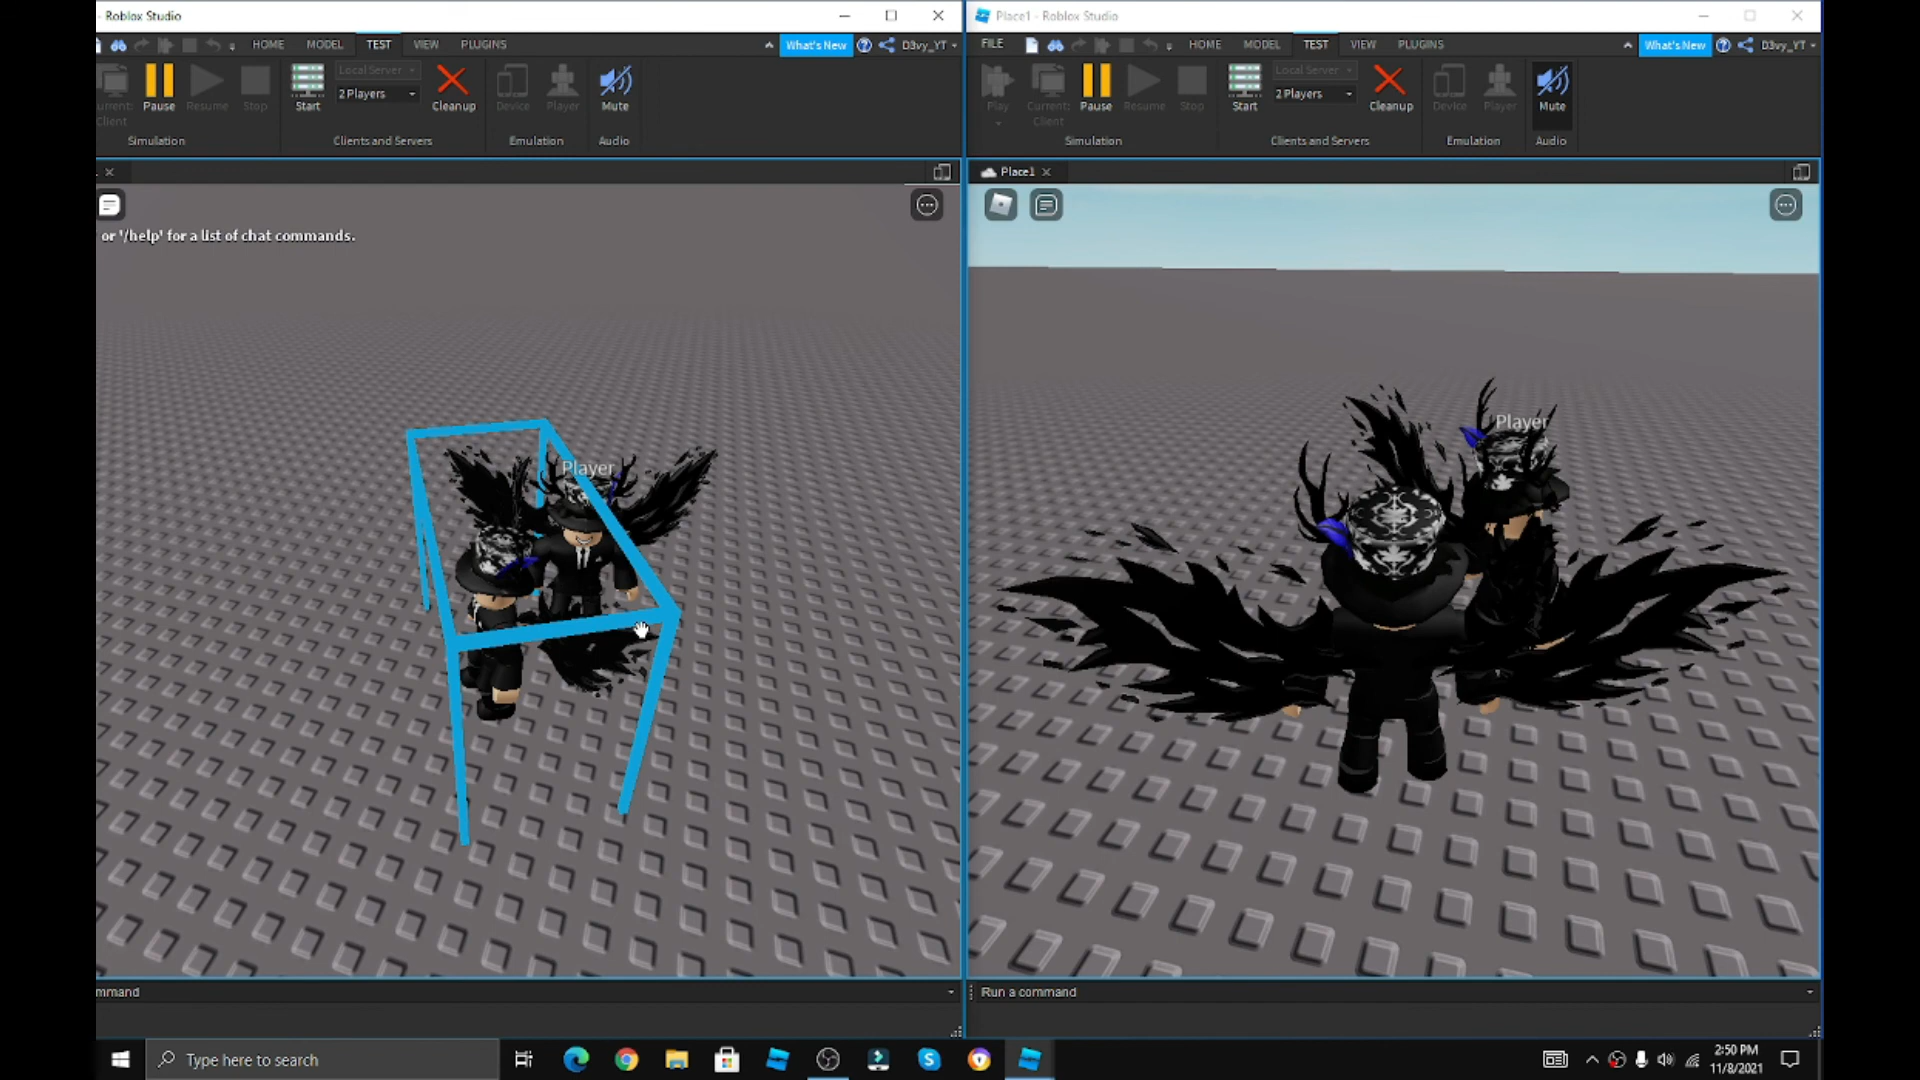 - Roblox Studio
HOME MODEL TEST VIEW PLUGINS
What's New
D3vy_YT
Pause
Resume
Stop
Client
Simulation
Start
Local Server
2 Players
Cleanup
Clients and Servers
Device
Player
Emulation
Mute
Audio
or '/help' for a list of chat commands.
Player
mmand
Place1 - Roblox Studio
FILE HOME MODEL TEST VIEW PLUGINS
What's New
D3vy_YT
Play
Current:
Client
Pause
Resume
Stop
Simulation
Start
Local Server
2 Players
Cleanup
Clients and Servers
Device
Player
Emulation
Mute
Audio
Place1
Player
Run a command
Type here to search
2:50 PM
11/8/2021